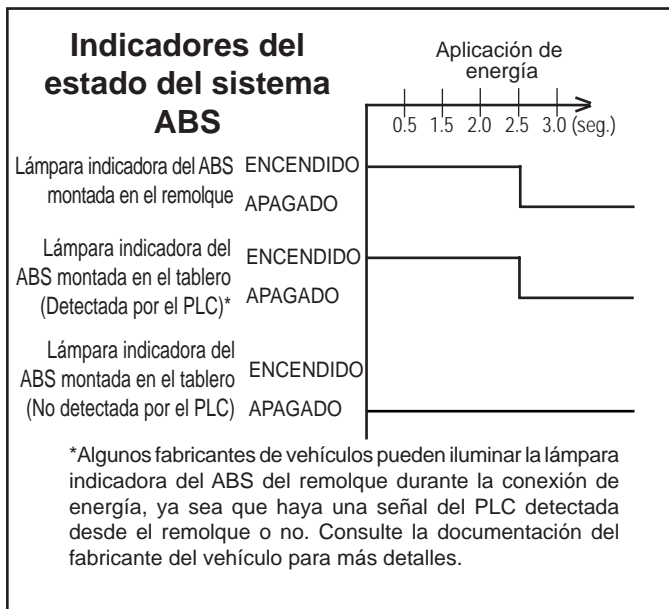 Indicadores del
estado del sistema
ABS
Aplicación de
energía
0.5 1.5 2.0 2.5 3.0 (seg.)
Lámpara indicadora del ABS
montada en el remolque
ENCENDIDO
APAGADO
Lámpara indicadora del
ABS montada en el tablero
(Detectada por el PLC)*
ENCENDIDO
APAGADO
Lámpara indicadora del
ABS montada en el tablero
(No detectada por el PLC)
ENCENDIDO
APAGADO
*Algunos fabricantes de vehículos pueden iluminar la lámpara
indicadora del ABS del remolque durante la conexión de
energía, ya sea que haya una señal del PLC detectada
desde el remolque o no. Consulte la documentación del
fabricante del vehículo para más detalles.